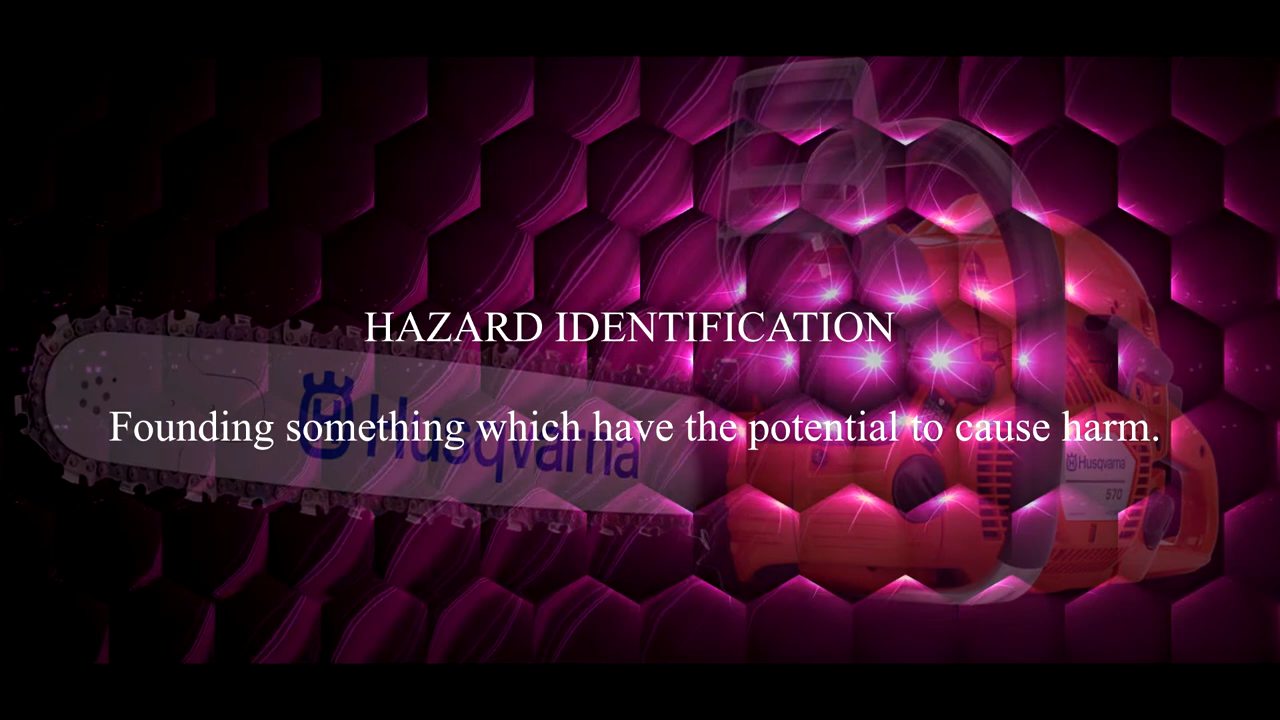 HAZARD IDENTIFICATION
Founding something which have the potential to cause harm.
Husqvarna
Husqvarna
570